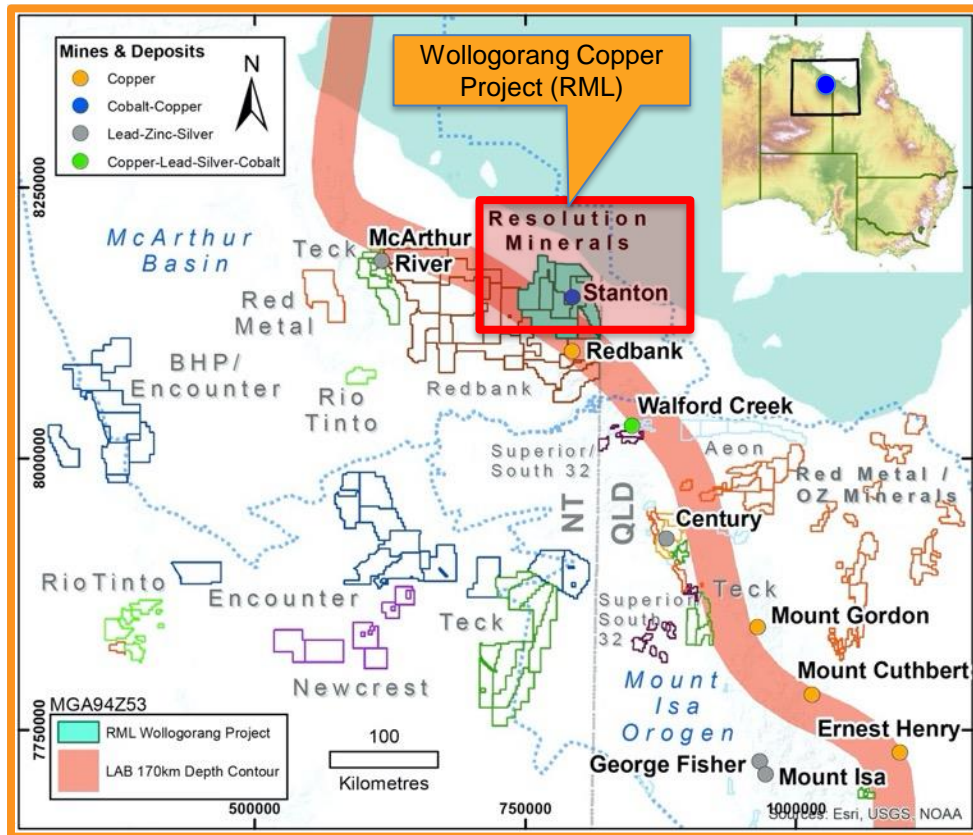 Mines & Deposits
Copper
Cobalt-Copper
Lead-Zinc-Silver
Copper-Lead-Silver-Cobalt
N
Wollogorang Copper
Project (RML)
8250000
8000000
7750000
McArthur
Basin
Teck
McArthur
River
Resolution
Minerals
Stanton
Red
Metal
BHP/
Encounter
Rio
Tinto
Redbank
Redbank
Walford Creek
Superior/
South 32
Aeon
Red Metal /
OZ Minerals
NT
QLD
Century
RioTinto
Encounter
Teck
Newcrest
Superior/
South
32
Teck
Mount Gordon
Mount Cuthbert
Mount
Isa
Orogen
Ernest Henry
George Fisher
Mount Isa
MGA94Z53
RML Wollogorang Project
LAB 170km Depth Contour
100
Kilometres
500000
750000
1000000
Sources: Esri, USGS, NOAA